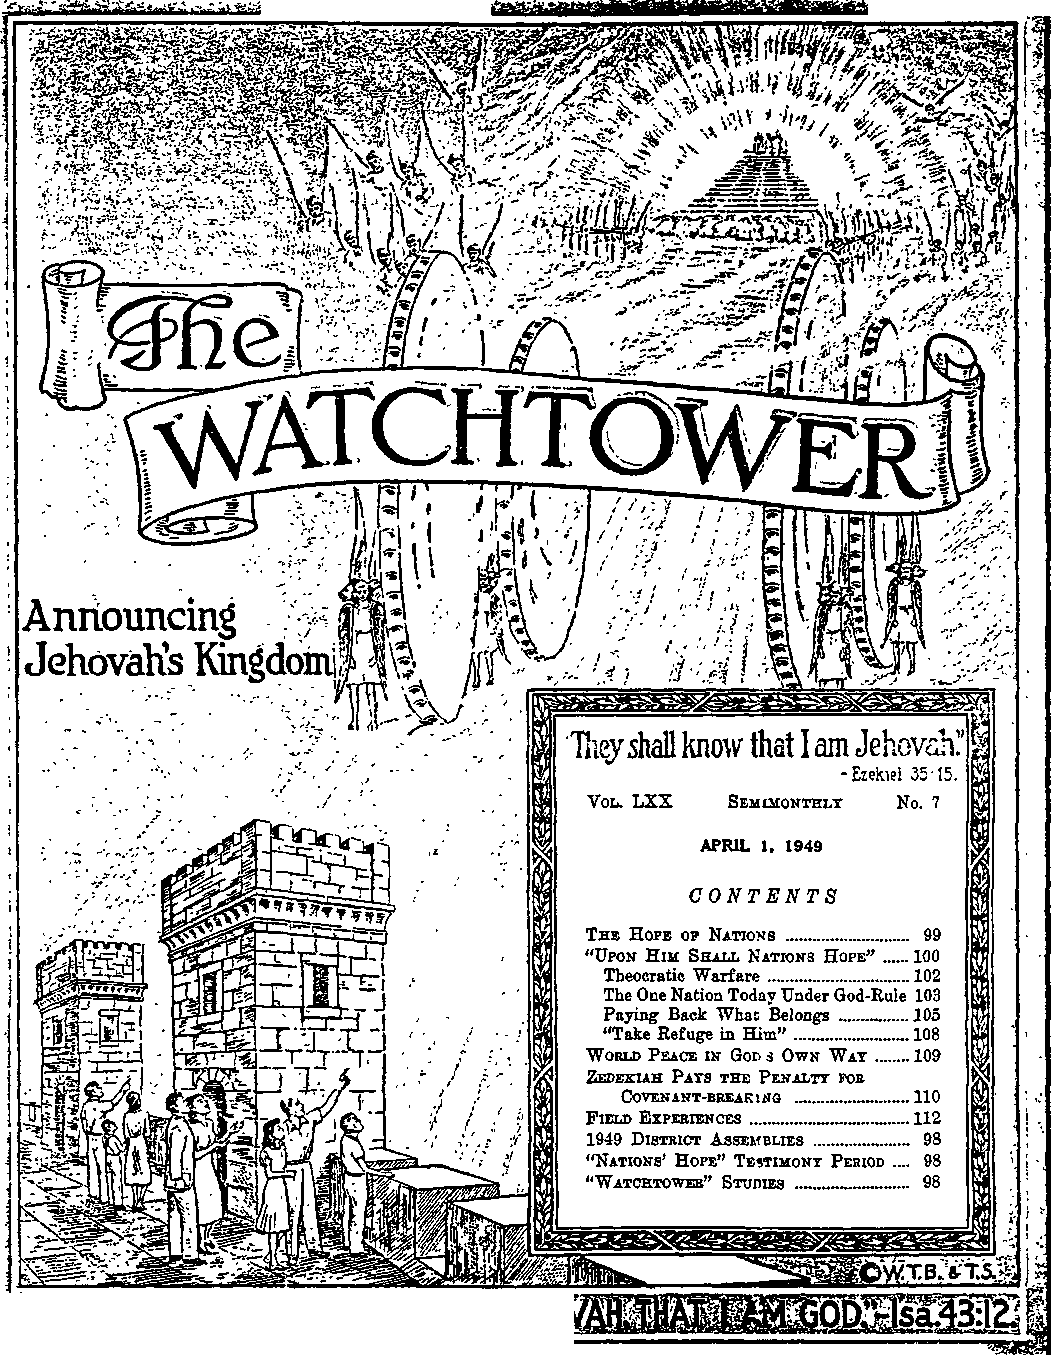 The
WATCHTOWER
Announcing
Jehovah's Kingdom
"They shall know that I am Jehovah."
- Ezekiel 35:15.
VOL. LXX SEMIMONTHLY No. 7
APRIL 1, 1949
CONTENTS
THE HOPE OF NATIONS ............................... 99
"UPON HIM SHALL NATIONS HOPE" ...... 100
Theocratic Warfare ................................... 102
The One Nation Today Under God-Rule 103
Paying Back What Belongs ................. 105
"Take Refuge in Him" ............................. 108
WORLD PEACE IN GOD S OWN WAY ........ 109
ZEDEKIAH PAYS THE PENALTY FOR
COVENANT-BREAKING ............................ 110
FIELD EXPERIENCES ........................................ 112
1949 DISTRICT ASSEMBLIES ........................ 98
"NATIONS' HOPE" TESTIMONY PERIOD .... 98
"WATCHTOWER" STUDIES ............................ 98
©W.T.B. & T.S.
VAH, THAT I AM GOD."-Isa.43:12.